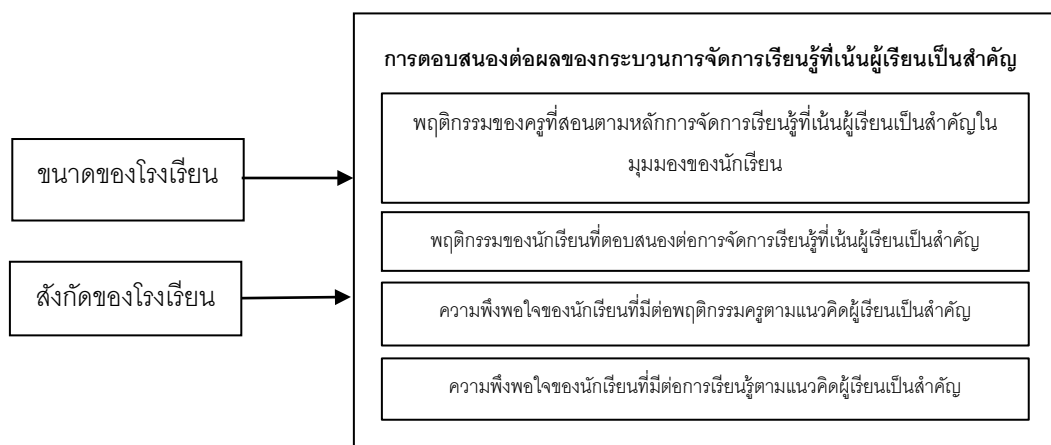 การตอบสนองต่อผลของกระบวนการจัดการเรียนรู้ที่เน้นผู้เรียนเป็นสำคัญ
พฤติกรรมของครูที่สอนตามหลักการจัดการเรียนรู้ที่เน้นผู้เรียนเป็นสำคัญใน
มุมมองของนักเรียน
ขนาดของโรงเรียน
พฤติกรรมของนักเรียนที่ตอบสนองต่อการจัดการเรียนรู้ที่เน้นผู้เรียนเป็นสำคัญ
สังกัดของโรงเรียน
ความพึงพอใจของนักเรียนที่มีต่อพฤติกรรมครูตามแนวคิดผู้เรียนเป็นสำคัญ
ความพึงพอใจของนักเรียนที่มีต่อการเรียนรู้ตามแนวคิดผู้เรียนเป็นสำคัญ